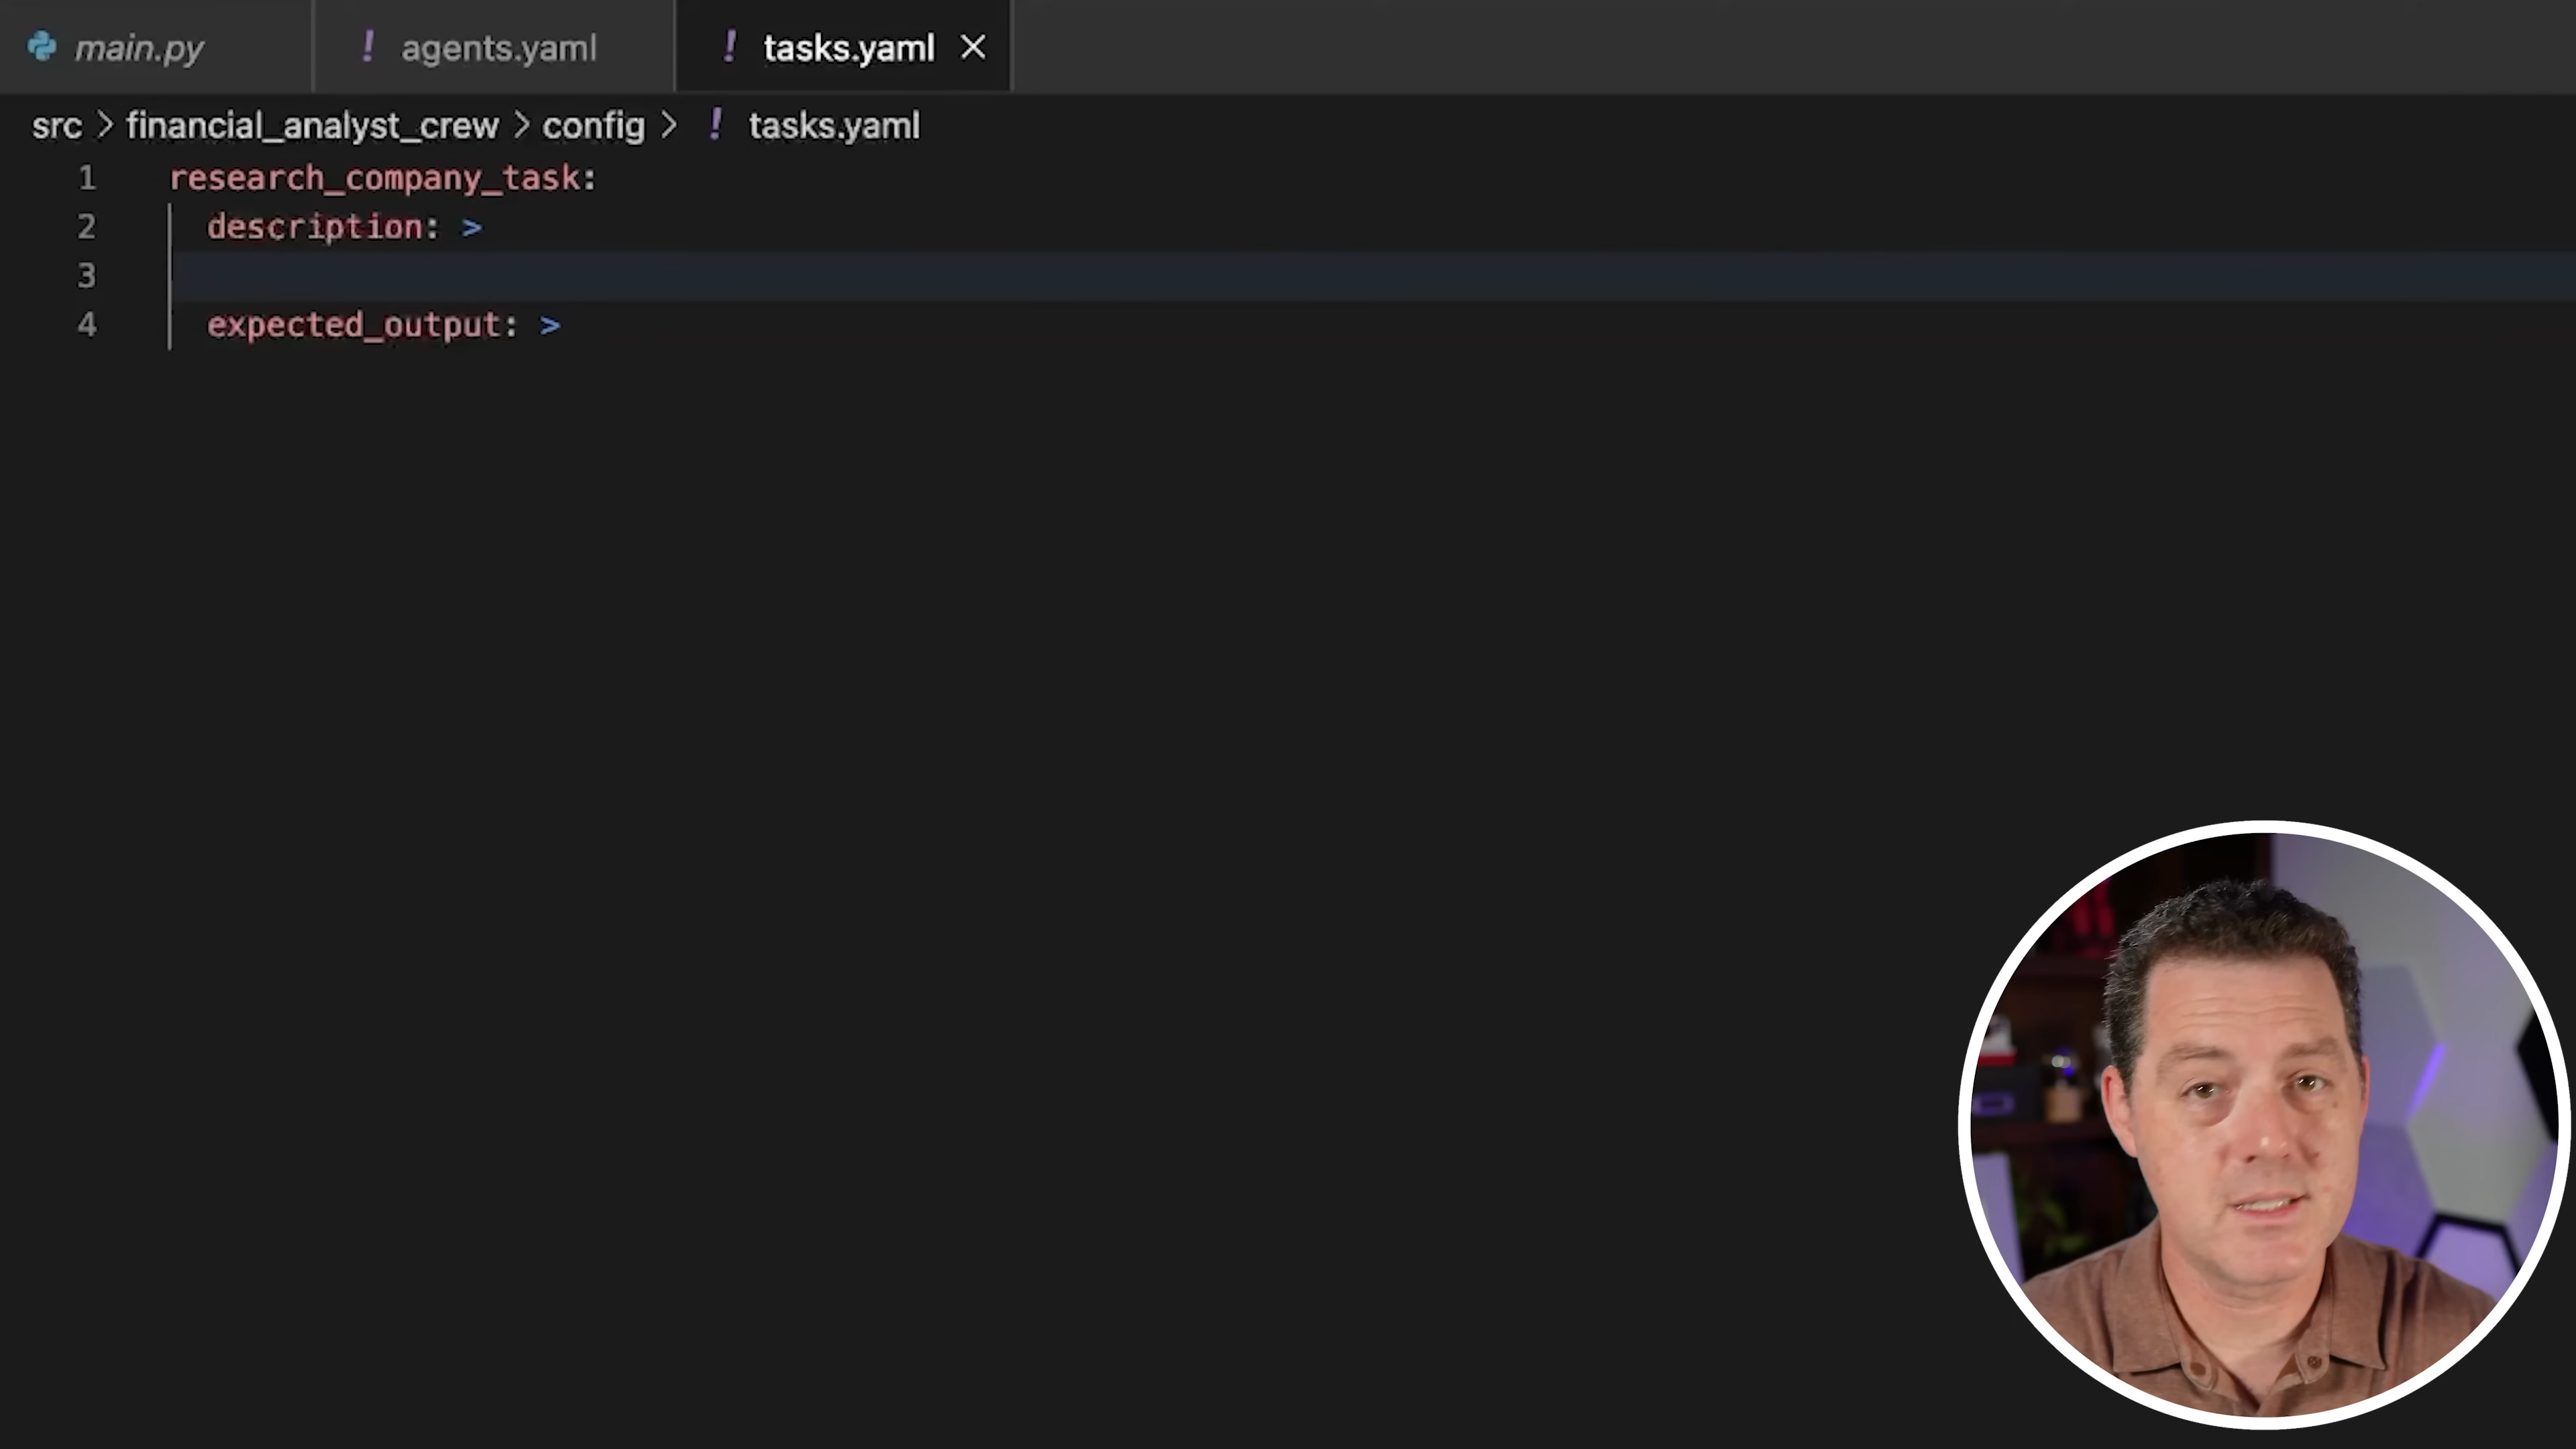 main.py ! agents.yaml ! tasks.yaml
src > financial_analyst_crew > config > ! tasks.yaml
1 research_company_task:
2 description: >
3
4 expected_output: >